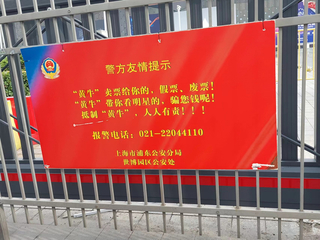 警方友情提示
“黄牛”卖票给你的，假票、废票！
“黄牛”带你看明星的，骗您钱呢！
抵制“黄牛”，人人有责！！！
报警电话：021-22044110
上海市浦东公安分局
世博园区公安处